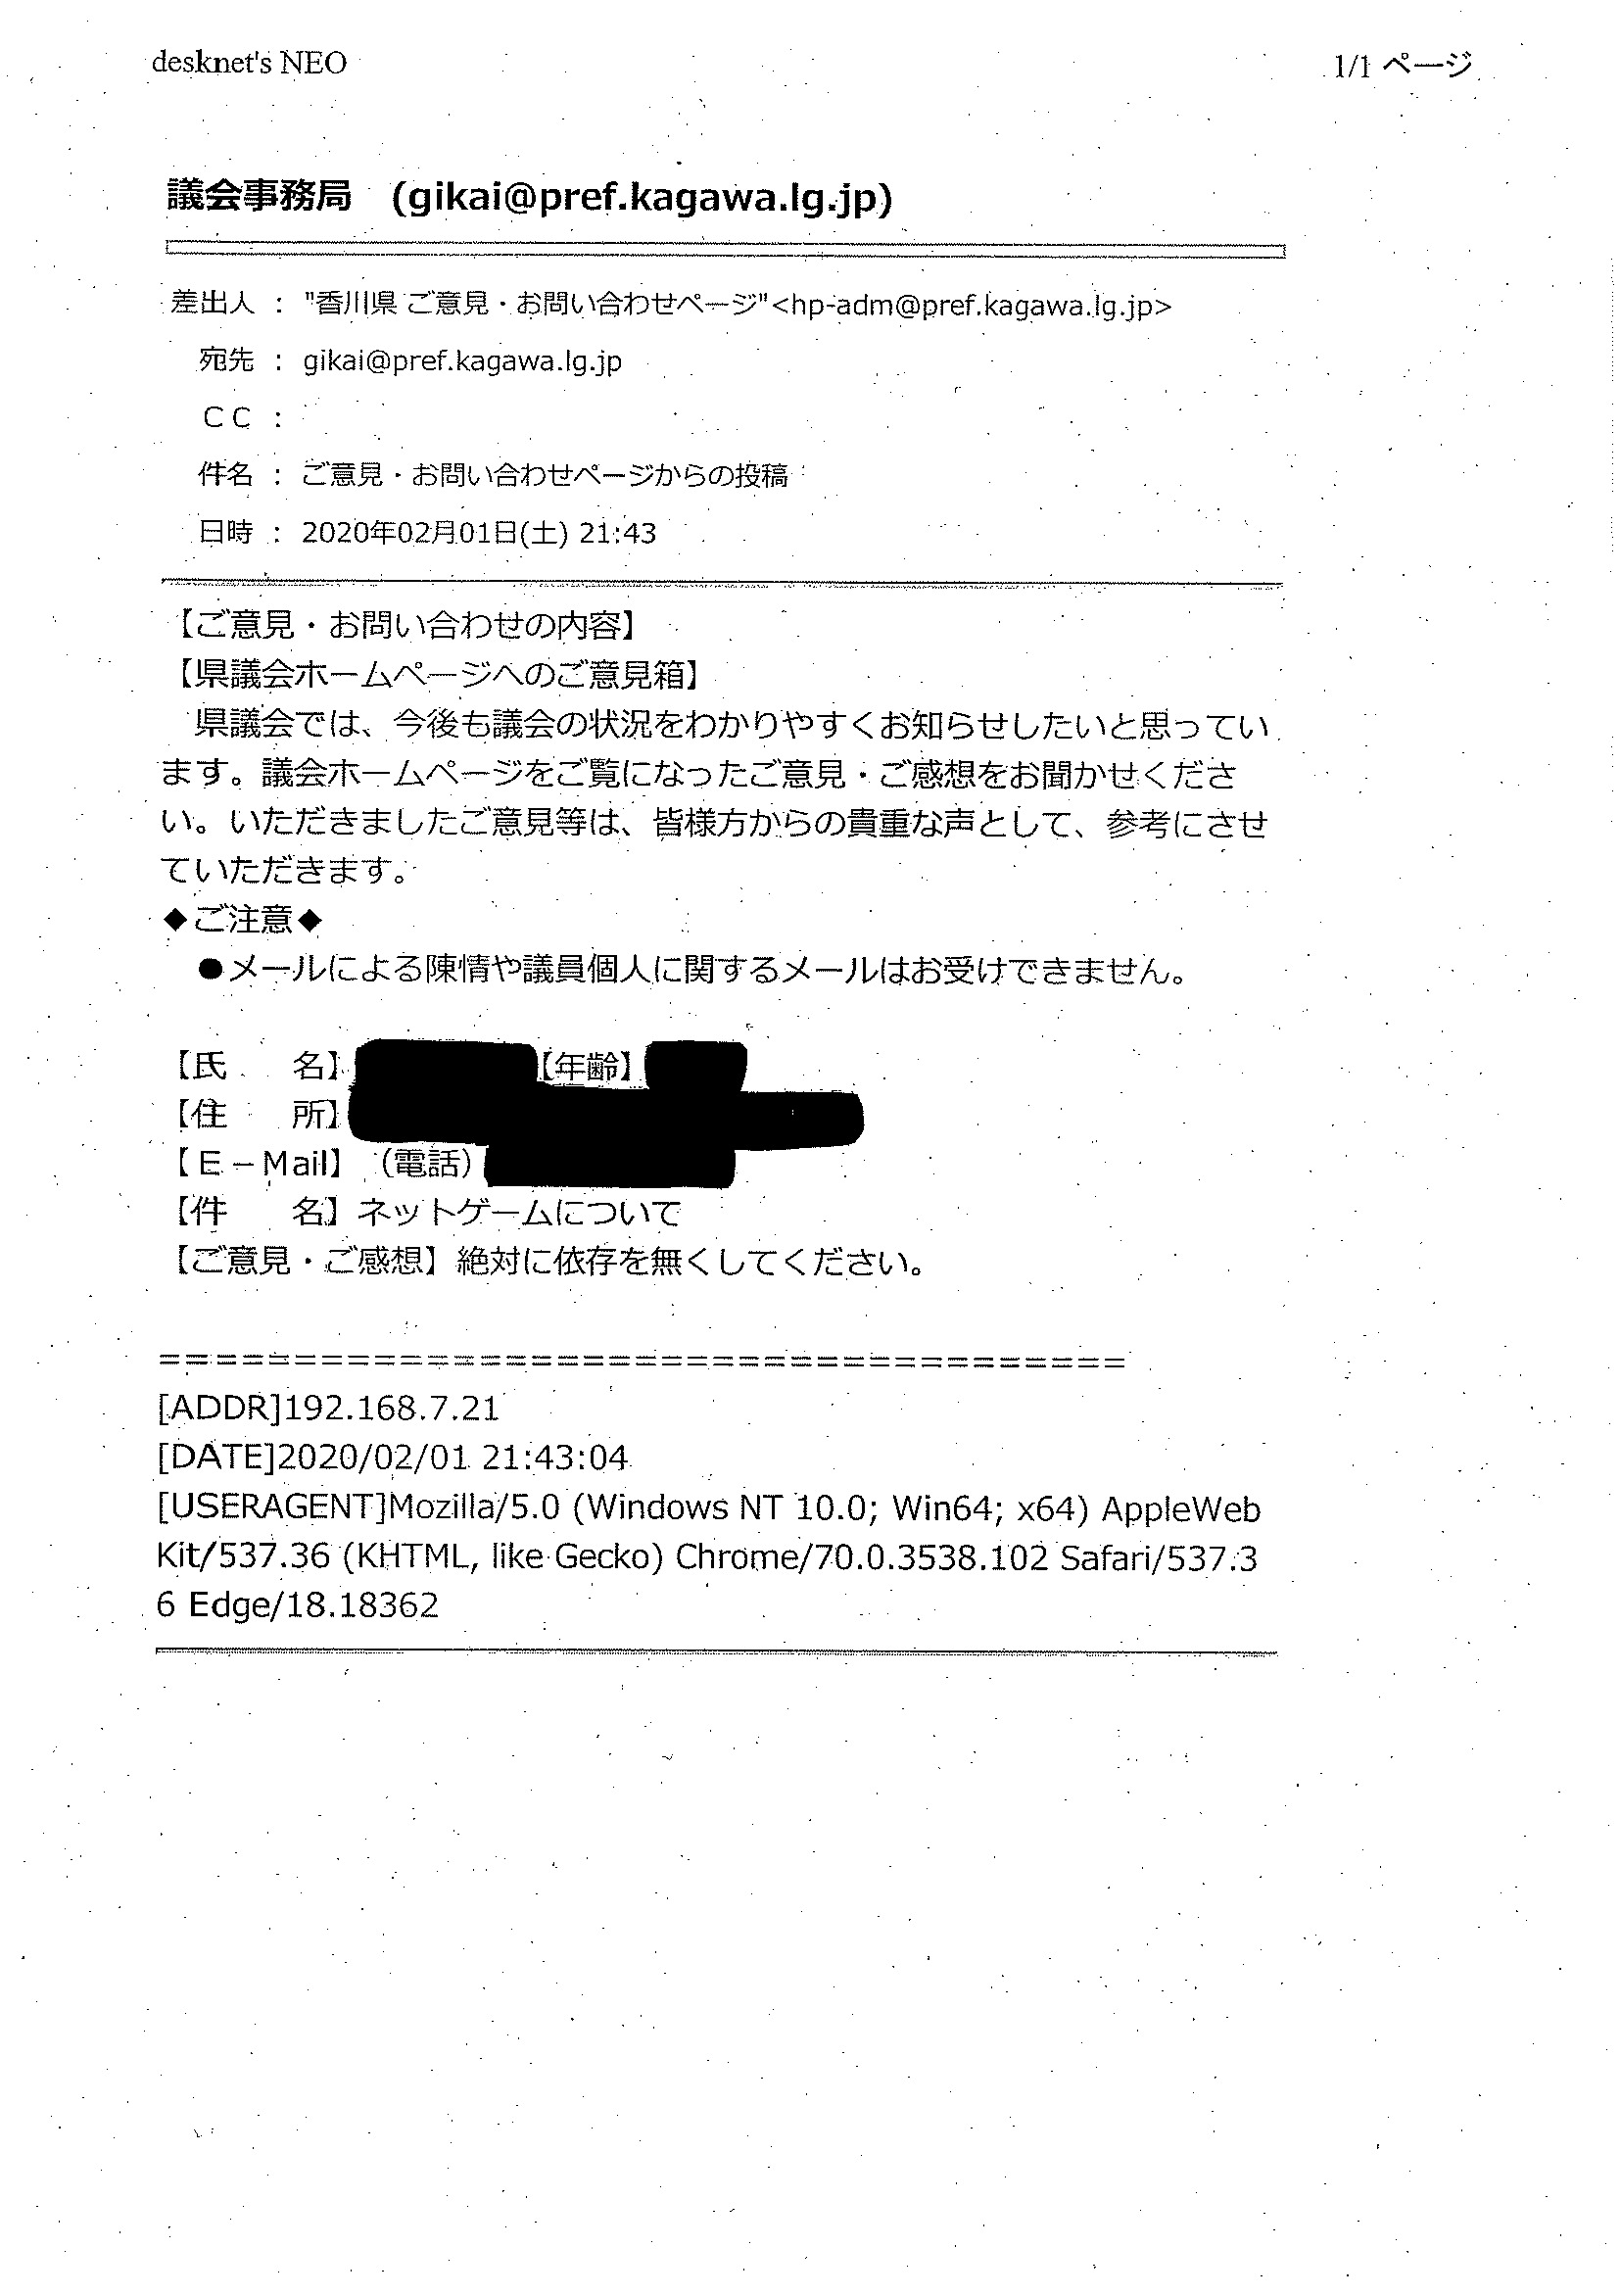 desknet's NEO
1/1 ページ
議会事務局 (gikai@pref.kagawa.lg.jp)
差出人 : "香川県 ご意見・お問い合わせページ"<hp-adm@pref.kagawa.lg.jp>
宛先 : gikai@pref.kagawa.lg.jp
ＣＣ :
件名 : ご意見・お問い合わせページからの投稿
日時 : 2020年02月01日(土) 21:43
【ご意見・お問い合わせの内容】
【県議会ホームページへのご意見箱】
　県議会では、今後も議会の状況をわかりやすくお知らせしたいと思ってい
ます。議会ホームページをご覧になったご意見・ご感想をお聞かせくださ
い。いただきましたご意見等は、皆様方からの貴重な声として、参考にさせ
ていただきます。
◆ご注意◆
　●メールによる陳情や議員個人に関するメールはお受けできません。
【氏　　名】【年齢】
【住　　所】
【Ｅ－Mail】（電話）
【件　　名】ネットゲームについて
【ご意見・ご感想】絶対に依存を無くしてください。
=====================================
[ADDR]192.168.7.21
[DATE]2020/02/01 21:43:04
[USERAGENT]Mozilla/5.0 (Windows NT 10.0; Win64; x64) AppleWeb
Kit/537.36 (KHTML, like Gecko) Chrome/70.0.3538.102 Safari/537.3
6 Edge/18.18362